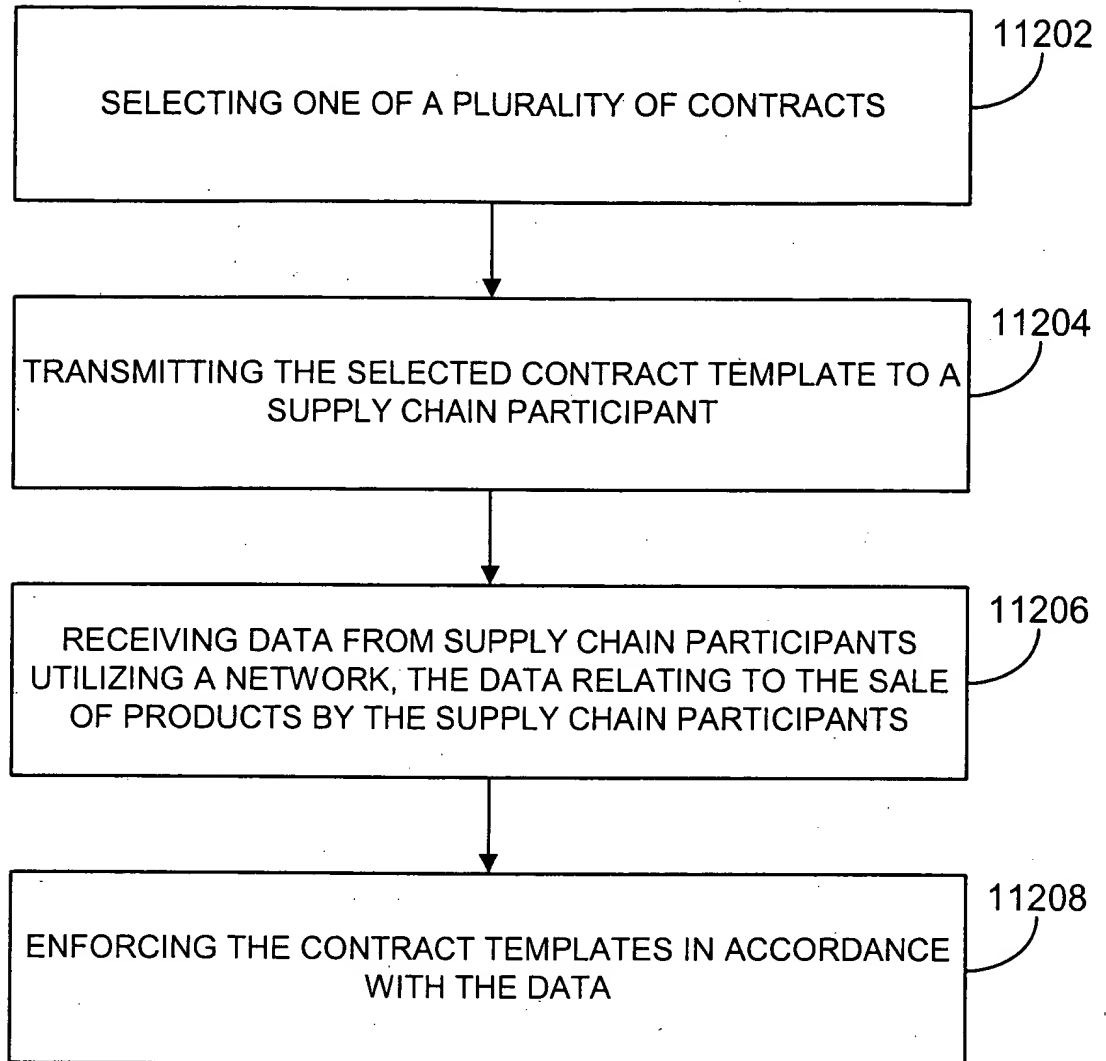 11202
SELECTING ONE OF A PLURALITY OF CONTRACTS
11204
TRANSMITTING THE SELECTED CONTRACT TEMPLATE TO A
SUPPLY CHAIN PARTICIPANT
11206
RECEIVING DATA FROM SUPPLY CHAIN PARTICIPANTS
UTILIZING A NETWORK, THE DATA RELATING TO THE SALE
OF PRODUCTS BY THE SUPPLY CHAIN PARTICIPANTS
11208
ENFORCING THE CONTRACT TEMPLATES IN ACCORDANCE
WITH THE DATA